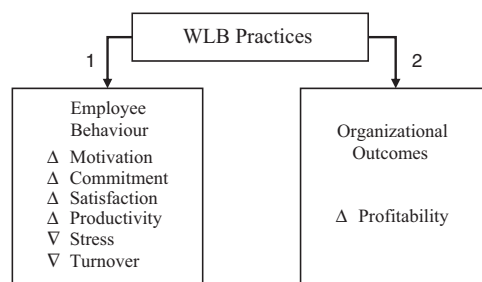 WLB Practices
1
2
Employee
Behaviour
Δ Motivation
Δ Commitment
Δ Satisfaction
Δ Productivity
∇ Stress
∇ Turnover
Organizational
Outcomes
Δ Profitability